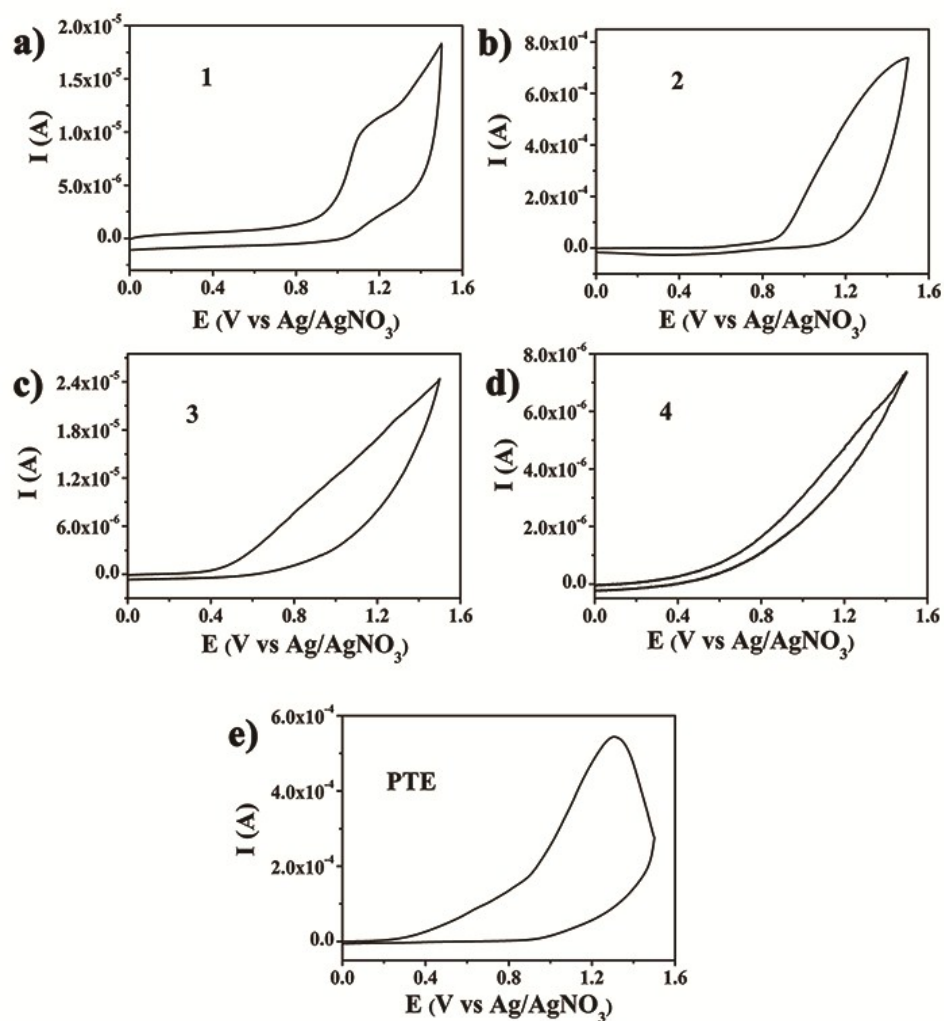 a)
1
I (A)
2.0x10⁻⁵
1.5x10⁻⁵
1.0x10⁻⁵
5.0x10⁻⁶
0.0
0.0 0.4 0.8 1.2 1.6
E (V vs Ag/AgNO₃)
b)
2
I (A)
8.0x10⁻⁴
6.0x10⁻⁴
4.0x10⁻⁴
2.0x10⁻⁴
0.0
0.0 0.4 0.8 1.2 1.6
E (V vs Ag/AgNO₃)
c)
3
I (A)
2.4x10⁻⁵
1.8x10⁻⁵
1.2x10⁻⁵
6.0x10⁻⁶
0.0
0.0 0.4 0.8 1.2 1.6
E (V vs Ag/AgNO₃)
d)
4
I (A)
8.0x10⁻⁶
6.0x10⁻⁶
4.0x10⁻⁶
2.0x10⁻⁶
0.0
0.0 0.4 0.8 1.2 1.6
E (V vs Ag/AgNO₃)
e)
PTE
I (A)
6.0x10⁻⁴
4.0x10⁻⁴
2.0x10⁻⁴
0.0
0.0 0.4 0.8 1.2 1.6
E (V vs Ag/AgNO₃)